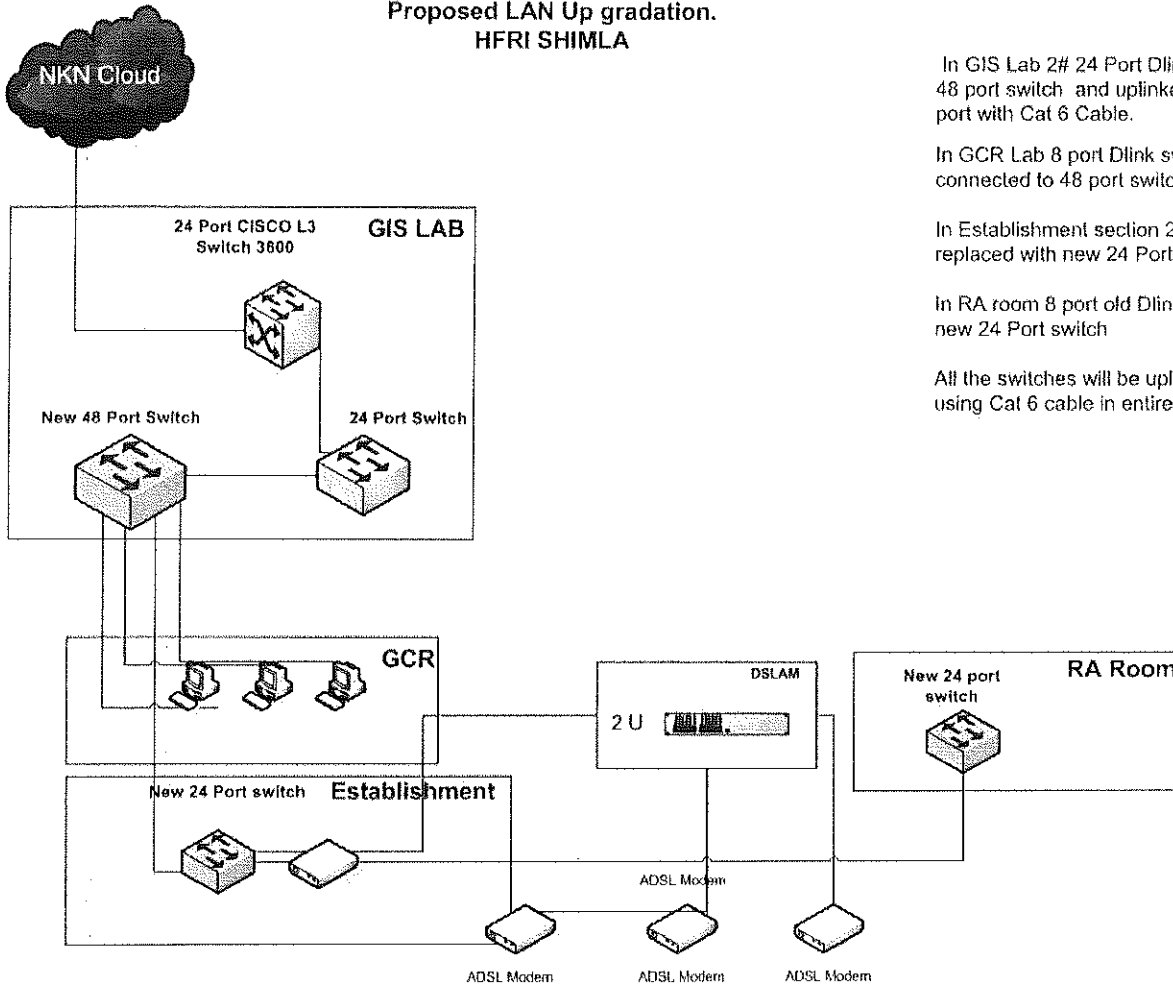 Proposed LAN Up gradation.
HFRI SHIMLA
NKN Cloud
In GIS Lab 2# 24 Port
48 port switch and
port with Cat 6 Cable.
In GCR Lab 8 port Dlink
connected to 48 port
In Establishment section
replaced with new 24 Port
In RA room 8 port old
new 24 Port switch
All the switches will be
using Cat 6 cable in entire
24 Port CISCO L3
Switch 3600
GIS LAB
New 48 Port Switch
24 Port Switch
GCR
DSLAM
2 U
New 24 port
switch
RA Room
New 24 Port switch
Establishment
ADSL Modem
ADSL Modem
ADSL Modem
ADSL Modem